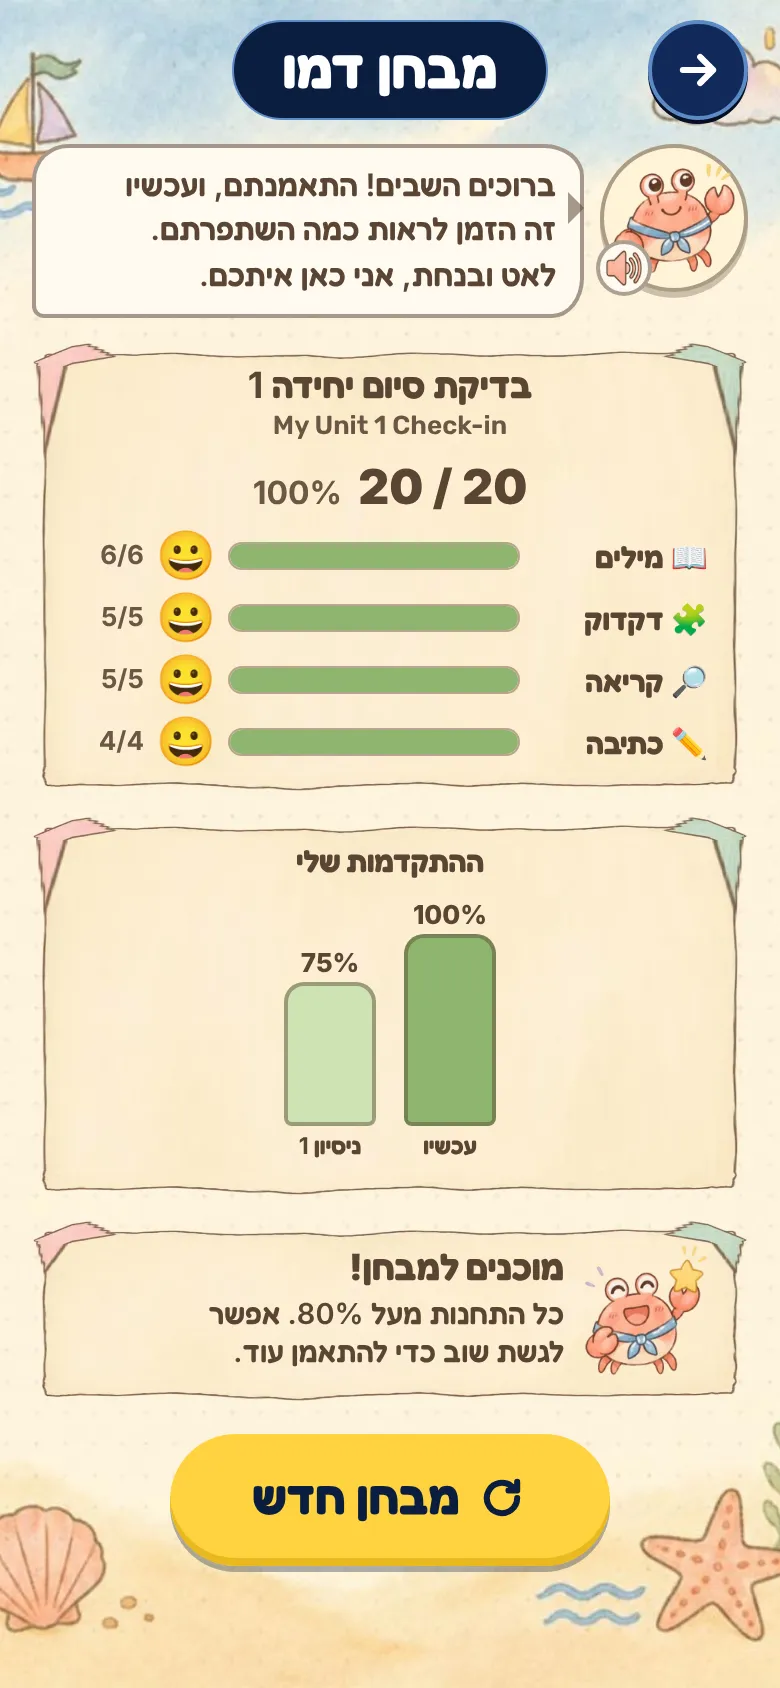 מבחן דמו
ברוכים השבים! התאמנתם, ועכשיו
זה הזמן לראות כמה השתפרתם.
לאט ובנחת, אני כאן איתכם.
בדיקת סיום יחידה 1
My Unit 1 Check-in
20 / 20 100%
מילים 6/6
דקדוק 5/5
קריאה 5/5
כתיבה 4/4
ההתקדמות שלי
100%
75%
עכשיו
ניסיון 1
מוכנים למבחן!
כל התחנות מעל 80%. אפשר
לגשת שוב כדי להתאמן עוד.
מבחן חדש